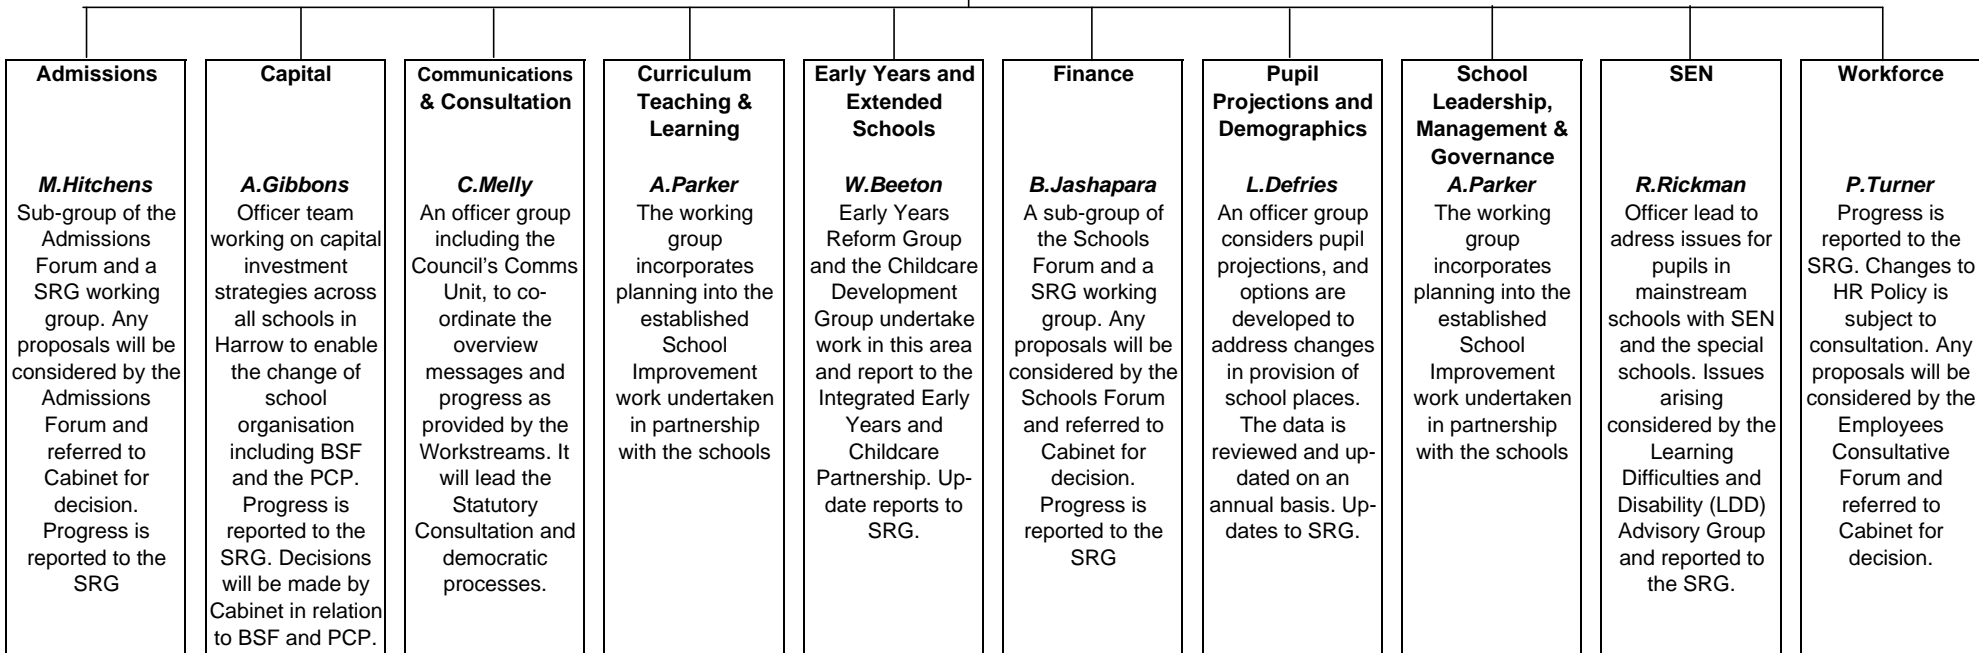 Admissions
M.Hitchens
Sub-group of the
Admissions
Forum and a
SRG working
group. Any
proposals will be
considered by the
Admissions
Forum and
referred to
Cabinet for
decision.
Progress is
reported to the
SRG
Capital
A.Gibbons
Officer team
working on capital
investment
strategies across
all schools in
Harrow to enable
the change of
school
organisation
including BSF
and the PCP.
Progress is
reported to the
SRG. Decisions
will be made by
Cabinet in relation
to BSF and PCP.
Communications
& Consultation
C.Melly
An officer group
including the
Council's Comms
Unit, to co-
ordinate the
overview
messages and
progress as
provided by the
Workstreams. It
will lead the
Statutory
Consultation and
democratic
processes.
Curriculum
Teaching &
Learning
A.Parker
The working
group
incorporates
planning into the
established
School
Improvement
work undertaken
in partnership
with the schools
Early Years and
Extended
Schools
W.Beeton
Early Years
Reform Group
and the Childcare
Development
Group undertake
work in this area
and report to the
Integrated Early
Years and
Childcare
Partnership. Up-
date reports to
SRG.
Finance
B.Jashapara
A sub-group of
the Schools
Forum and a
SRG working
group. Any
proposals will be
considered by the
Schools Forum
and referred to
Cabinet for
decision.
Progress is
reported to the
SRG
Pupil
Projections and
Demographics
L.Defries
An officer group
considers pupil
projections, and
options are
developed to
address changes
in provision of
school places.
The data is
reviewed and up-
dated on an
annual basis. Up-
dates to SRG.
School
Leadership,
Management &
Governance
A.Parker
The working
group
incorporates
planning into the
established
School
Improvement
work undertaken
in partnership
with the schools
SEN
R.Rickman
Officer lead to
adress issues for
pupils in
mainstream
schools with SEN
and the special
schools. Issues
arising
considered by the
Learning
Difficulties and
Disability (LDD)
Advisory Group
and reported to
the SRG.
Workforce
P.Turner
Progress is
reported to the
SRG. Changes to
HR Policy is
subject to
consultation. Any
proposals will be
considered by the
Employees
Consultative
Forum and
referred to
Cabinet for
decision.